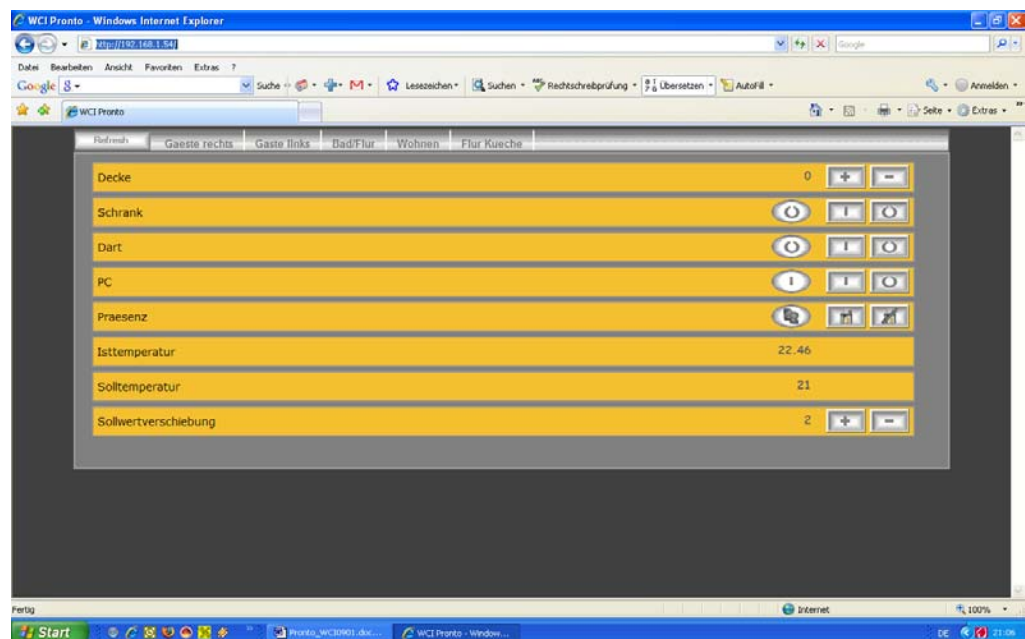 WCI Pronto - Windows Internet Explorer
http://192.168.1.54/
Google
Datei Bearbeiten Ansicht Favoriten Extras ?
Google Suche Lesezeichen Suchen Rechtschreibprüfung Übersetzen AutoFill Anmelden
WCI Pronto Seite Extras
Refresh Gaeste rechts Gaste links Bad/Flur Wohnen Flur Kueche
Decke 0 + -
Schrank
Dart
PC
Praesenz
Isttemperatur 22.46
Solltemperatur 21
Sollwertverschiebung 2 + -
Fertig Internet 100%
Start Pronto_WCI0901.doc... WCI Pronto - Window... DE 21:06